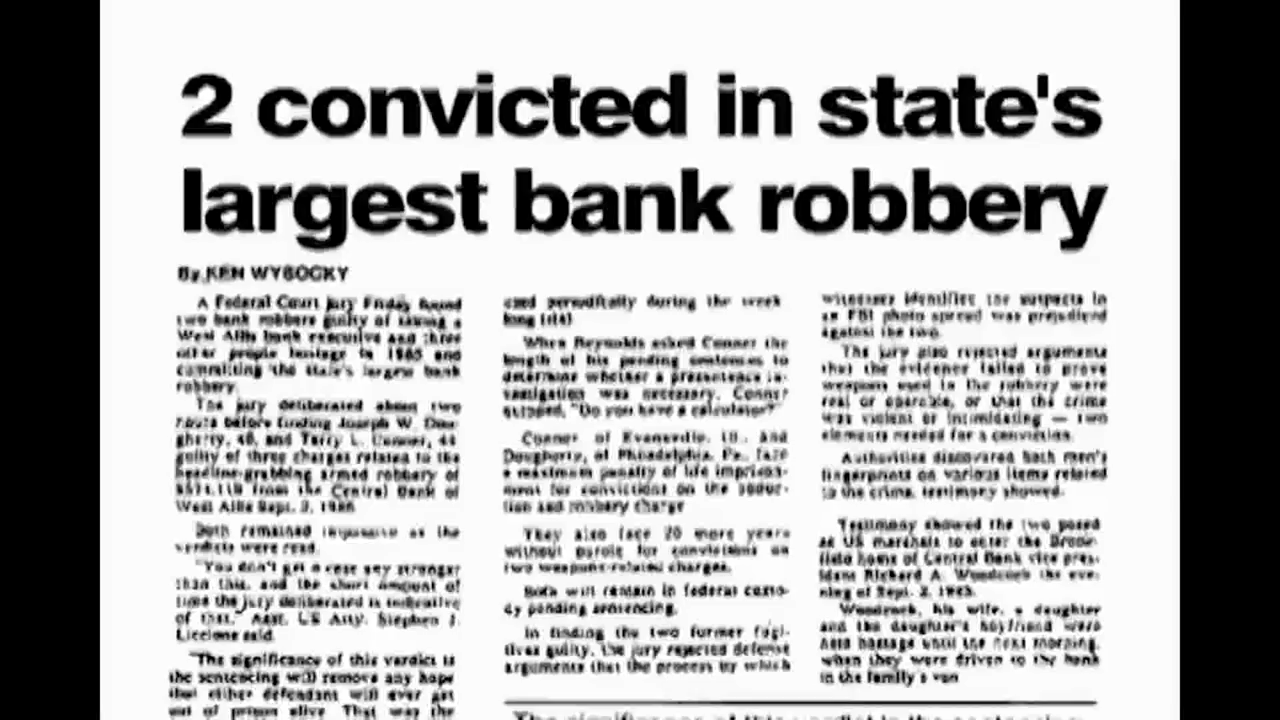 2 convicted in state's
largest bank robbery
By KEN WYSOCKY
A Federal Court jury Friday found
two bank robbers guilty of taking a
West Allis bank executive and three
other people hostage in 1985 and
committing the state's largest bank
robbery.
The jury deliberated about two
hours before finding Joseph W. Dou-
gherty, and Terry L. Conner,
guilty of three charges related to the
headline-grabbing armed robbery of
from the Central Bank of
West Allis Sept. 3, 1985
Both remained impassive as the
verdicts were read.
"You don't get a case any stronger
than this, and the short amount of
time the jury deliberated is indicative
of that," Asst. US Atty. Stephen J.
Liccione said.
"The significance of this verdict is
the sentencing will remove any hope
that either defendant will ever get
out of prison alive. That was the
periodically during the week
long trial
When Reynolds asked Conner the
length of his pending sentences to
determine whether a presentence in-
vestigation was necessary, Conner
quipped, "Do you have a calculator?"
Conner of Evansville, and
Dougherty, of Philadelphia, Pa., face
a maximum penalty of life imprison-
ment for convictions on the abduc-
tion and robbery charge
They also face 20 more years
without parole for convictions on
two weapons-related charges.
Both will remain in federal custo-
dy pending sentencing.
In finding the two former fugi-
tives guilty, the jury rejected defense
arguments that the process by which
witnesses identifies the suspects in
an FBI photo spread was prejudiced
against the two.
The jury also rejected arguments
that the evidence failed to prove
weapons used in the robbery were
real or operable, or that the crime
was violent or intimidating — two
elements needed for a conviction.
Authorities discovered both men's
fingerprints on various items related
to the crime, testimony showed.
Testimony showed the two posed
as US marshals to enter the Brook-
field home of Central Bank vice pres-
ident Richard A. Woodcock the eve-
ning of Sept. 2, 1985.
Woodcock, his wife, a daughter
and the daughter's boyfriend were
held hostage until the next morning,
when they were driven to the bank
in the family's van
The significance of this verdict is the sentencing